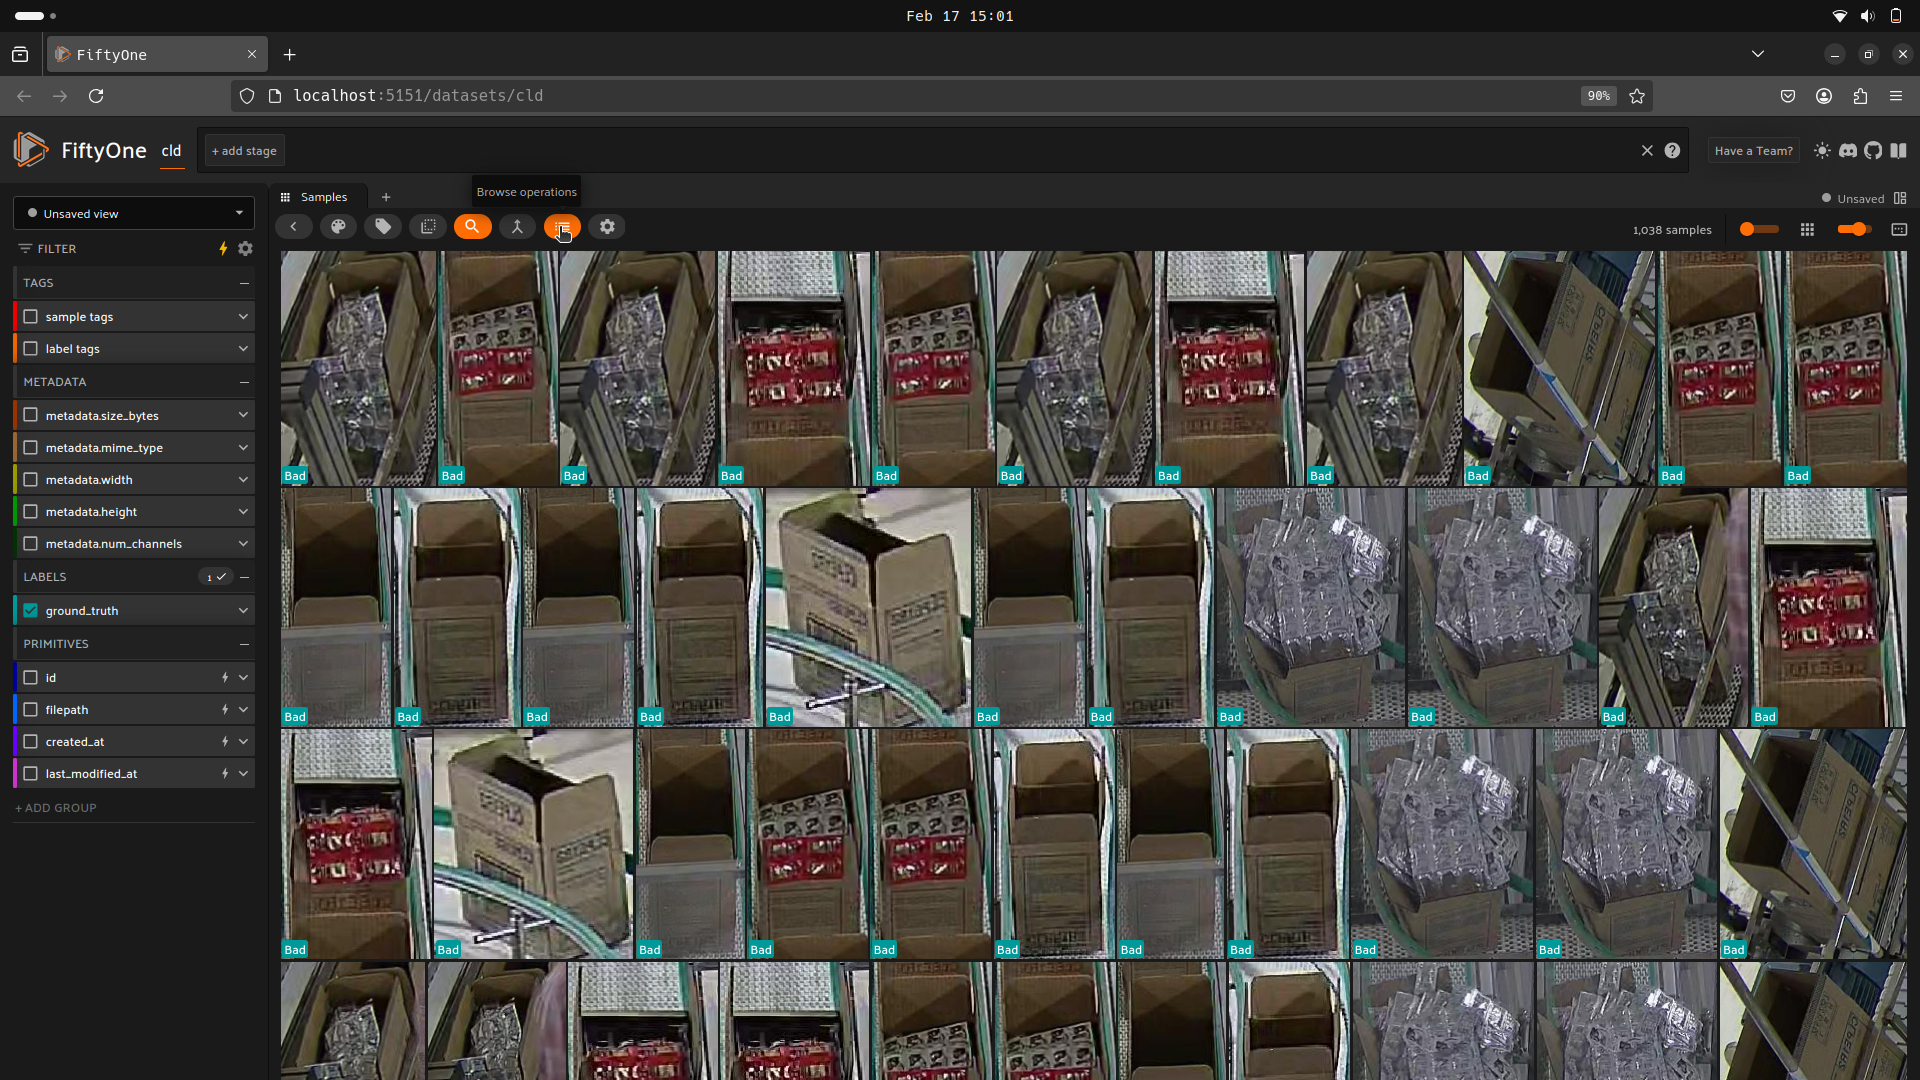 Feb 17 15:01
FiftyOne
localhost:5151/datasets/cld
90%
FiftyOne
cld
+ add stage
Have a Team?
Browse operations
Unsaved view
Samples
+
Unsaved
FILTER
1,038 samples
TAGS
sample tags
label tags
METADATA
metadata.size_bytes
metadata.mime_type
metadata.width
metadata.height
metadata.num_channels
LABELS
1
ground_truth
PRIMITIVES
id
filepath
created_at
last_modified_at
+ ADD GROUP
Bad Bad Bad Bad Bad Bad Bad Bad Bad Bad Bad
Bad Bad Bad Bad Bad Bad Bad Bad Bad Bad Bad
Bad Bad Bad Bad Bad Bad Bad Bad Bad Bad Bad